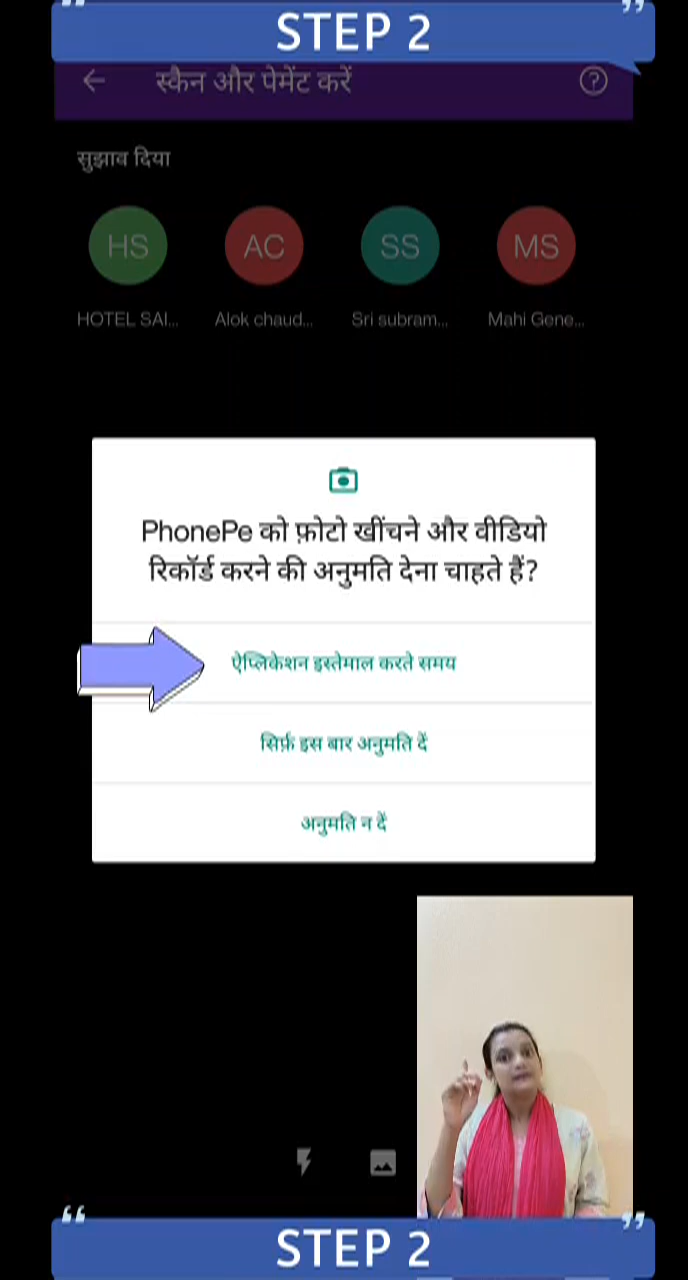 STEP 2
स्कैन और पेमेंट करें
सुझाव दिया
HS AC SS MS
HOTEL SAI... Alok chaud... Sri subram... Mahi Gene...
PhonePe को फ़ोटो खींचने और वीडियो
रिकॉर्ड करने की अनुमति देना चाहते हैं?
ऐप्लिकेशन इस्तेमाल करते समय
सिर्फ़ इस बार अनुमति दें
अनुमति न दें
STEP 2